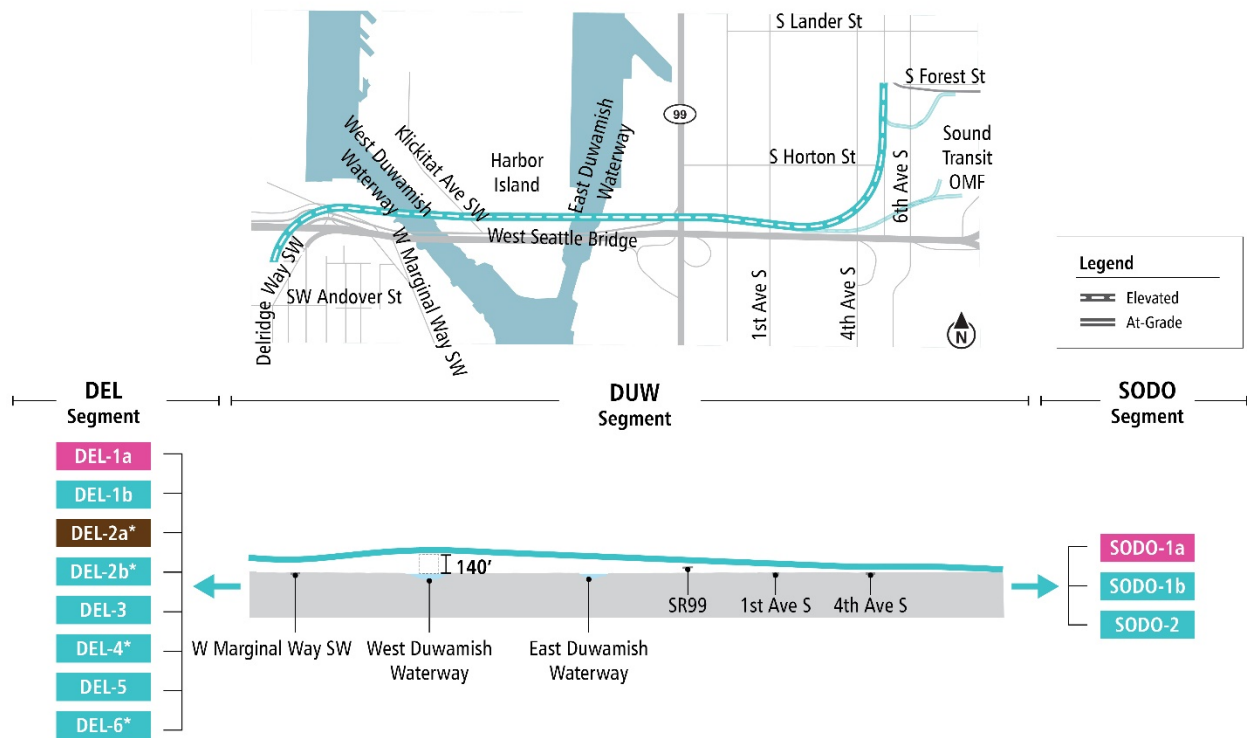 S Lander St
S Forest St
99
West Duwamish
Waterway
Klickitat Ave SW
Harbor
Island
East Duwamish
Waterway
S Horton St
6th Ave S
Sound
Transit
OMF
West Seattle Bridge
Delridge Way SW
SW Andover St
W Marginal Way SW
1st Ave S
4th Ave S
N
Legend
Elevated
At-Grade
DEL
Segment
DUW
Segment
SODO
Segment
DEL-1a
DEL-1b
DEL-2a*
DEL-2b*
DEL-3
DEL-4*
DEL-5
DEL-6*
140’
W Marginal Way SW
West Duwamish
Waterway
East Duwamish
Waterway
SR99
1st Ave S
4th Ave S
SODO-1a
SODO-1b
SODO-2